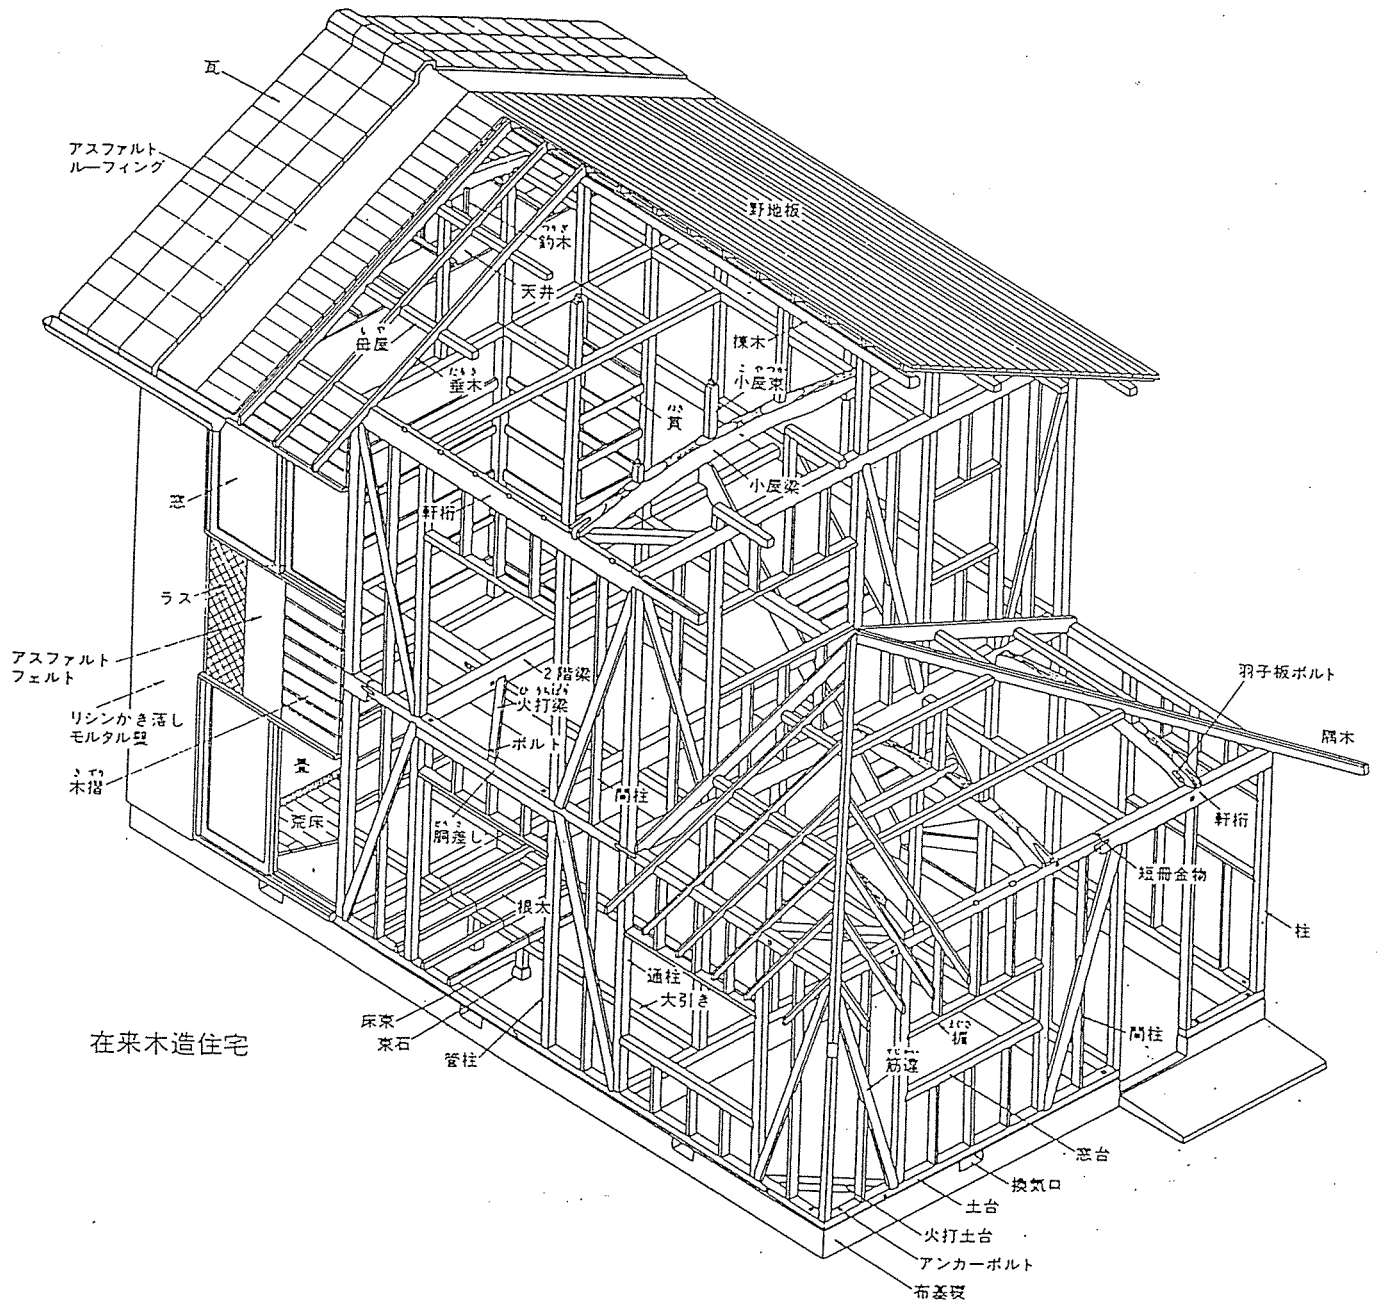 瓦
アスファルト
ルーフィング
野地板
つりぎ
釣木
天井
もや
母屋
たるき
垂木
棟木
こやづか
小屋束
ぬき
貫
小屋梁
軒桁
窓
ラス
アスファルト
フェルト
リシンかき落し
モルタル壁
きずり
木摺
畳
荒床
2階梁
ひうちばり
火打梁
ボルト
間柱
どうさ
胴差し
根太
羽子板ボルト
隅木
軒桁
短冊金物
柱
通柱
大引き
床束
束石
管柱
まぐさ
楣
筋違
間柱
窓台
換気口
土台
火打土台
アンカーボルト
布基礎
在来木造住宅